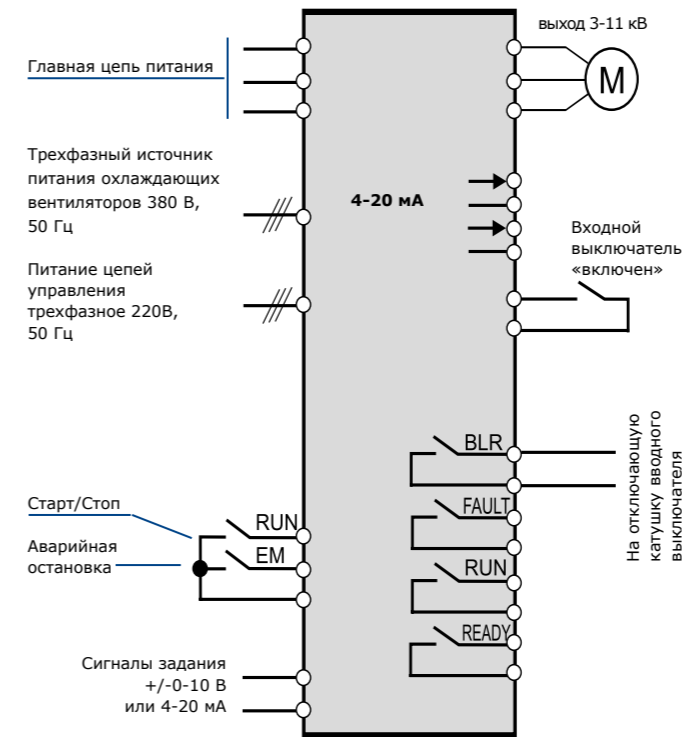 выход 3-11 кВ
Главная цепь питания
M
Трехфазный источник
питания охлаждающих
вентиляторов 380 В,
50 Гц
4-20 мА
Входной
выключатель
«включен»
Питание цепей
управления
трехфазное 220В,
50 Гц
BLR
На отключающую
катушку вводного
выключателя
FAULT
Старт/Стоп
RUN
Аварийная
остановка
EM
RUN
READY
Сигналы задания
+/-0-10 В
или 4-20 мА